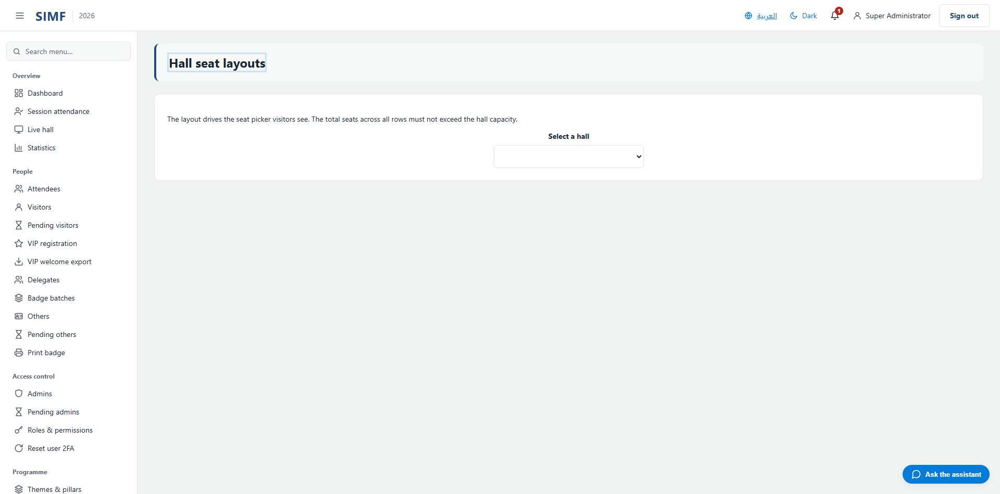 SIMF
2026
العربية
Dark
1
Super Administrator
Sign out
Search menu...
Overview
Dashboard
Session attendance
Live hall
Statistics
People
Attendees
Visitors
Pending visitors
VIP registration
VIP welcome export
Delegates
Badge batches
Others
Pending others
Print badge
Access control
Admins
Pending admins
Roles & permissions
Reset user 2FA
Programme
Themes & pillars
Hall seat layouts
The layout drives the seat picker visitors see. The total seats across all rows must not exceed the hall capacity.
Select a hall
Ask the assistant